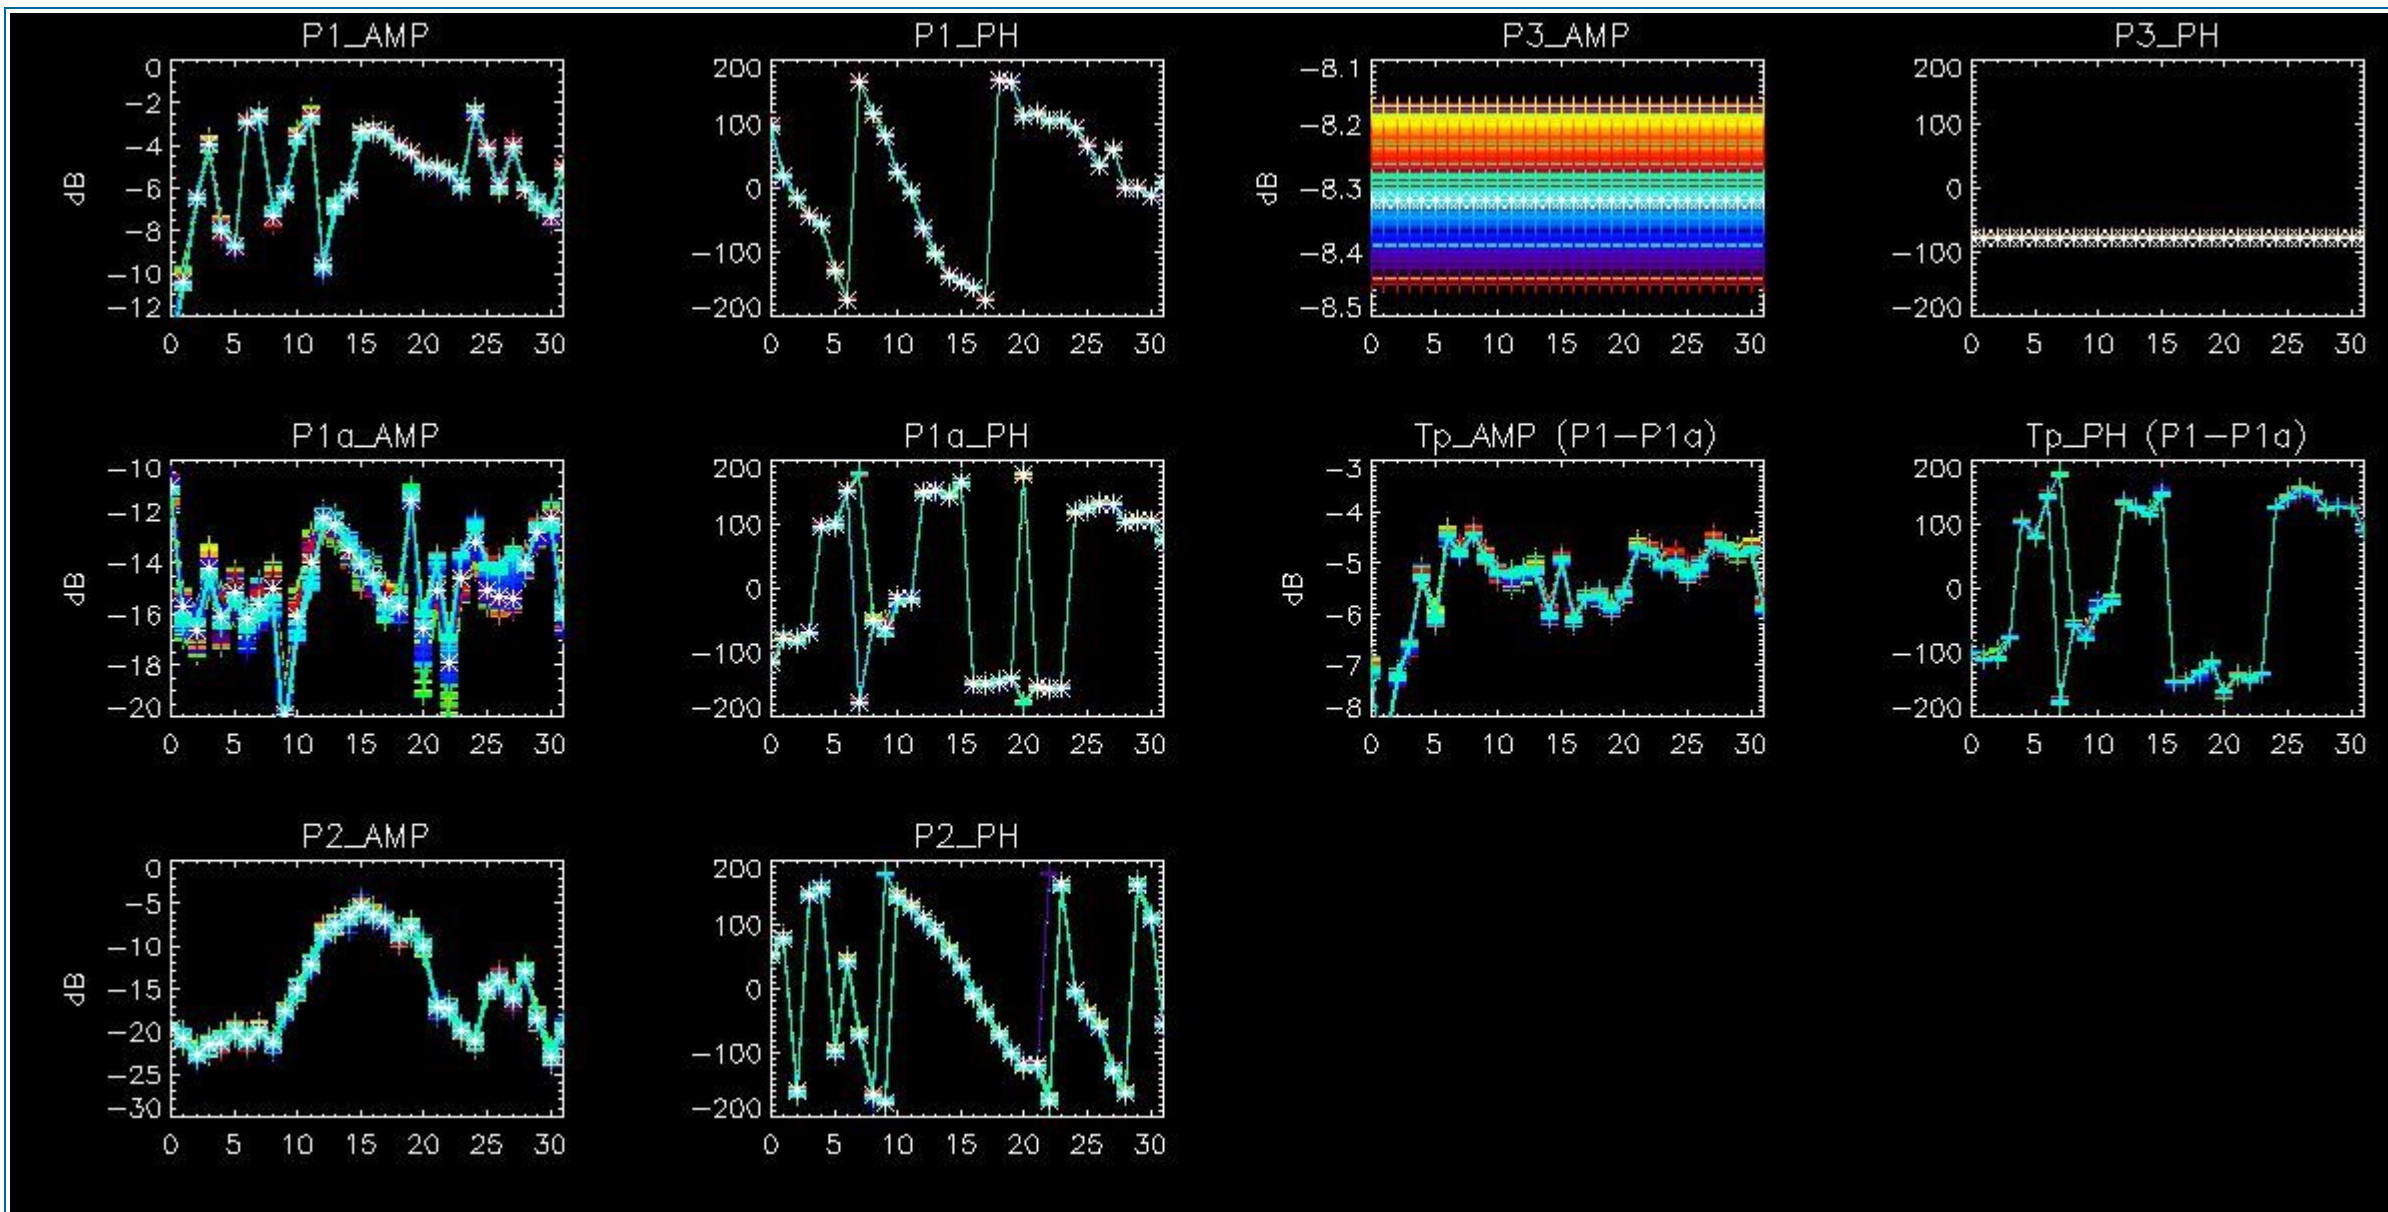 P1_AMP P1_PH P3_AMP P3_PH
0 200 -8.1 200
-2 100 -8.2 100
-4 0 -8.3 0
-6 -100 -8.4 -100
-8 -200 -8.5 -200
-10
-12
dB dB
0 5 10 15 20 25 30 0 5 10 15 20 25 30 0 5 10 15 20 25 30 0 5 10 15 20 25 30
P1a_AMP P1a_PH Tp_AMP (P1-P1a) Tp_PH (P1-P1a)
-10 200 -3 200
-12 100 -4 100
-14 0 -5 0
-16 -100 -6 -100
-18 -200 -7 -200
-20 -8
dB dB
0 5 10 15 20 25 30 0 5 10 15 20 25 30 0 5 10 15 20 25 30 0 5 10 15 20 25 30
P2_AMP P2_PH
0 200
-5 100
-10 0
-15 -100
-20 -200
-25
-30
dB
0 5 10 15 20 25 30 0 5 10 15 20 25 30